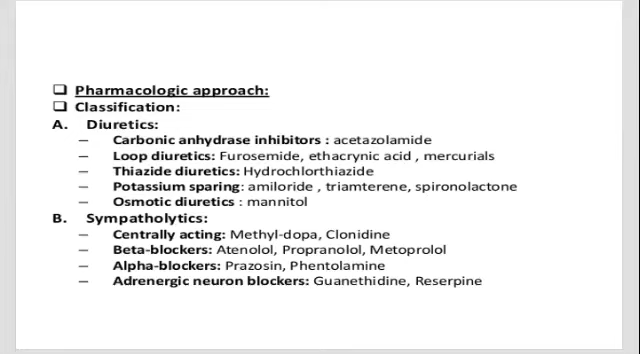 ❑ Pharmacologic approach:
❑ Classification:
A. Diuretics:
– Carbonic anhydrase inhibitors : acetazolamide
– Loop diuretics: Furosemide, ethacrynic acid , mercurials
– Thiazide diuretics: Hydrochlorthiazide
– Potassium sparing: amiloride , triamterene, spironolactone
– Osmotic diuretics : mannitol
B. Sympatholytics:
– Centrally acting: Methyl-dopa, Clonidine
– Beta-blockers: Atenolol, Propranolol, Metoprolol
– Alpha-blockers: Prazosin, Phentolamine
– Adrenergic neuron blockers: Guanethidine, Reserpine